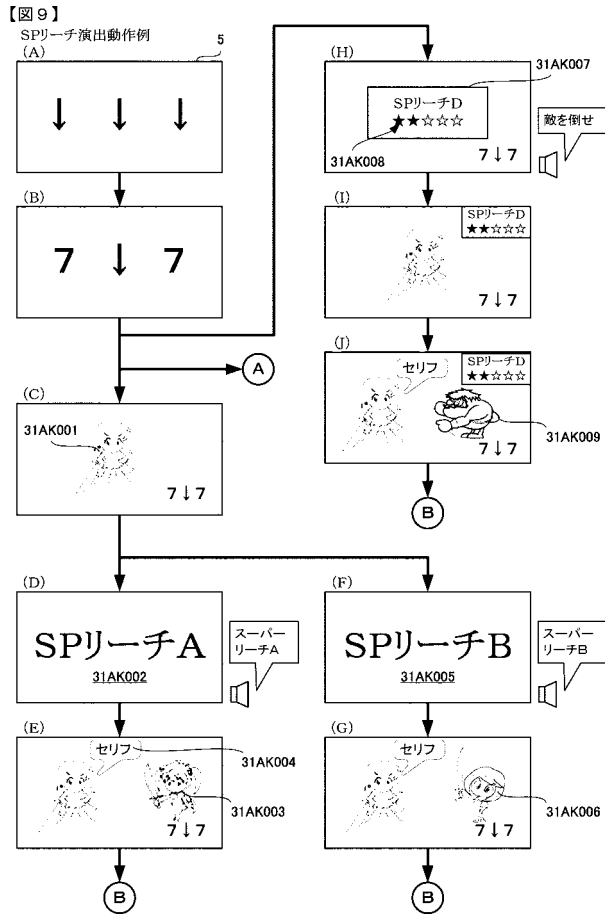 【図9】
SPリーチ演出動作例
(A)
5
↓ ↓ ↓
(B)
7 ↓ 7
A
(C)
31AK001
7↓7
(D)
SPリーチA
31AK002
スーパー
リーチA
(E)
セリフ
31AK004
31AK003
7↓7
B
(F)
SPリーチB
31AK005
スーパー
リーチB
(G)
セリフ
31AK006
7↓7
B
(H)
31AK007
SPリーチD
★★☆☆☆
31AK008
7↓7
敵を倒せ
(I)
SPリーチD
★★☆☆☆
7↓7
(J)
セリフ
SPリーチD
★★☆☆☆
31AK009
7↓7
B